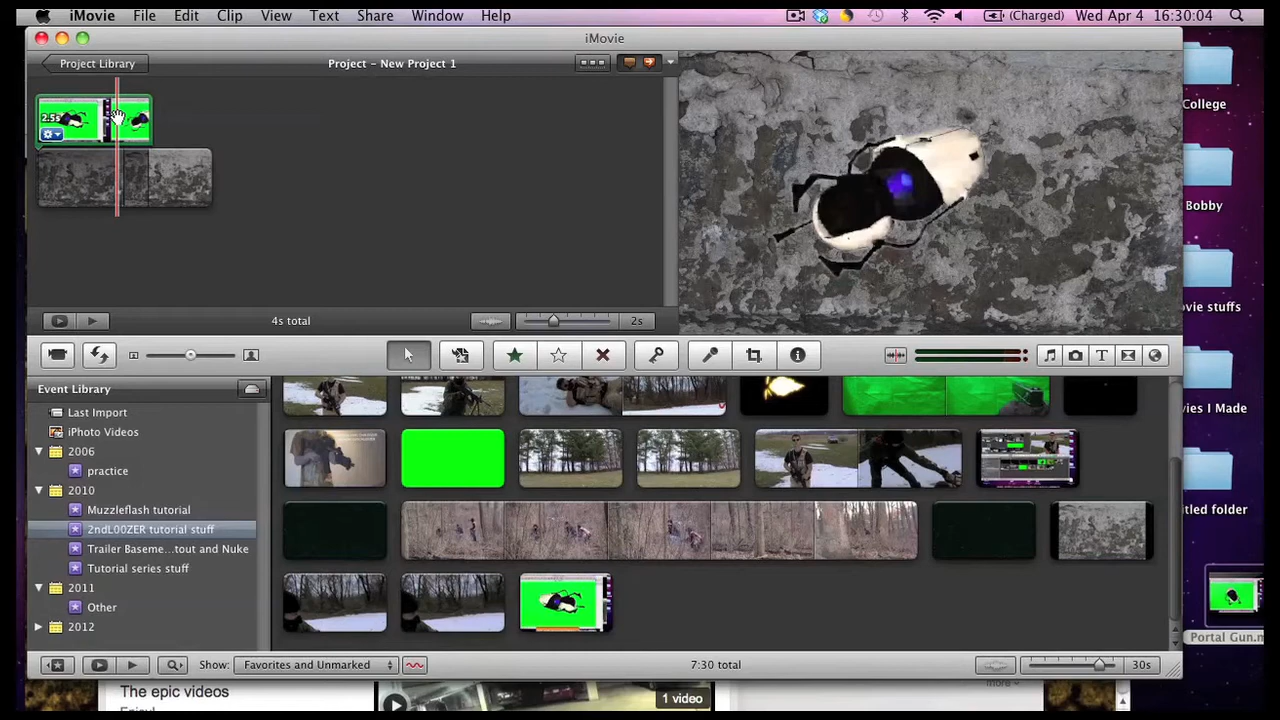 iMovie File Edit Clip View Text Share Window Help (Charged) Wed Apr 4 16:30:04
iMovie
Project Library Project - New Project 1
2.5s
4s total 2s
Event Library
Last Import
iPhoto Videos
2006
practice
2010
Muzzleflash tutorial
2ndL00ZER tutorial stuff
Trailer Baseme...tout and Nuke
Tutorial series stuff
2011
Other
2012
Show: Favorites and Unmarked 7:30 total 30s
College
Bobby
ovie stuffs
vies I Made
titled folder
Portal Gun.m
The epic videos
1 video
more